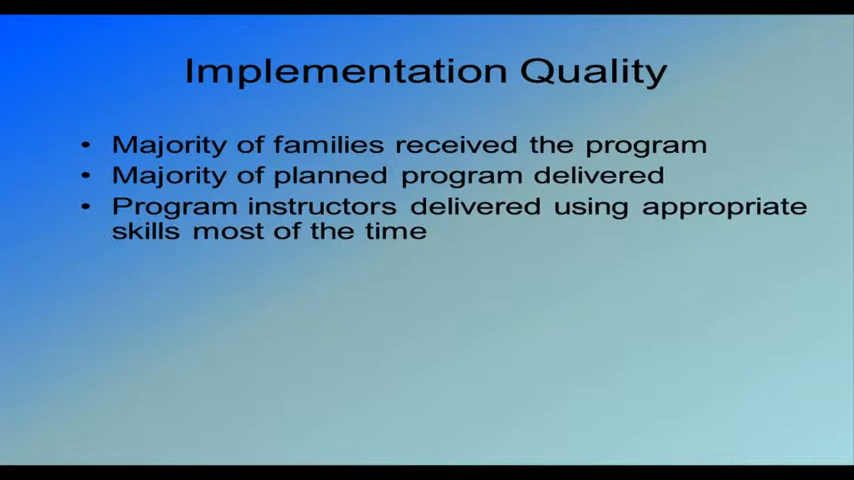 Implementation Quality
• Majority of families received the program
• Majority of planned program delivered
• Program instructors delivered using appropriate
skills most of the time